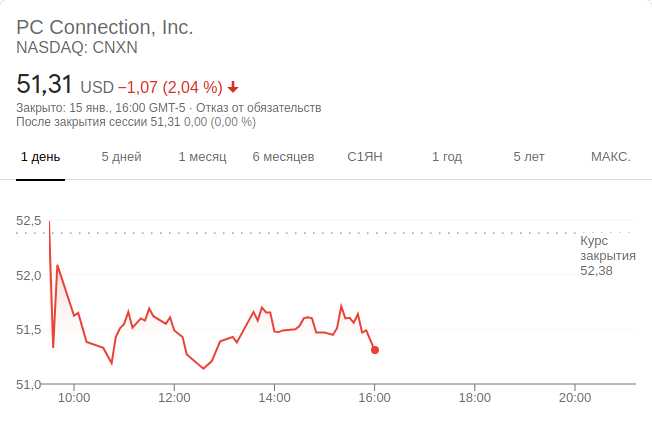 PC Connection, Inc.
NASDAQ: CNXN
51,31 USD −1,07 (2,04 %)
Закрыто: 15 янв., 16:00 GMT-5 · Отказ от обязательств
После закрытия сессии 51,31 0,00 (0,00 %)
1 день 5 дней 1 месяц 6 месяцев С1ЯН 1 год 5 лет МАКС.
52,5
Курс
закрытия
52,38
52,0
51,5
51,0
10:00 12:00 14:00 16:00 18:00 20:00